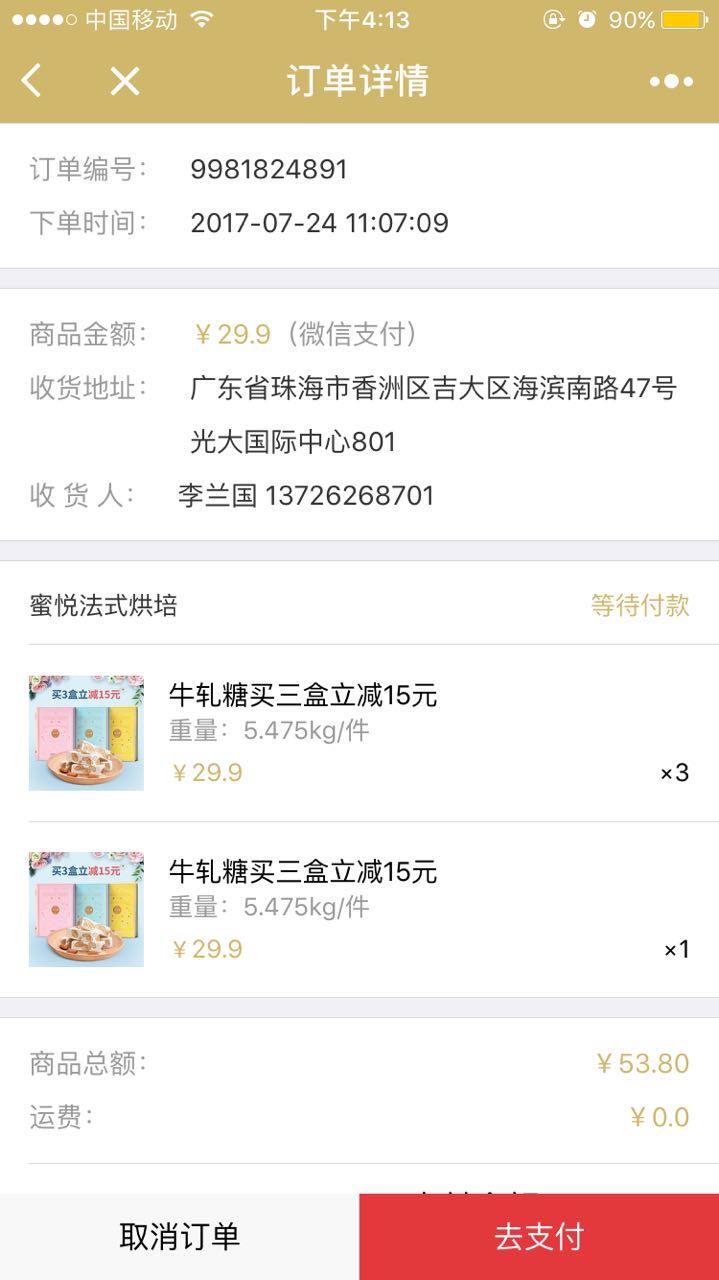 中国移动
下午4:13
90%
订单详情
订单编号： 9981824891
下单时间： 2017-07-24 11:07:09
商品金额： ￥29.9（微信支付）
收货地址： 广东省珠海市香洲区吉大区海滨南路47号
光大国际中心801
收 货 人： 李兰国 13726268701
蜜悦法式烘培 等待付款
买3盒立减15元
牛轧糖买三盒立减15元
重量：5.475kg/件
￥29.9 ×3
买3盒立减15元
牛轧糖买三盒立减15元
重量：5.475kg/件
￥29.9 ×1
商品总额： ￥53.80
运费： ￥0.0
取消订单 去支付